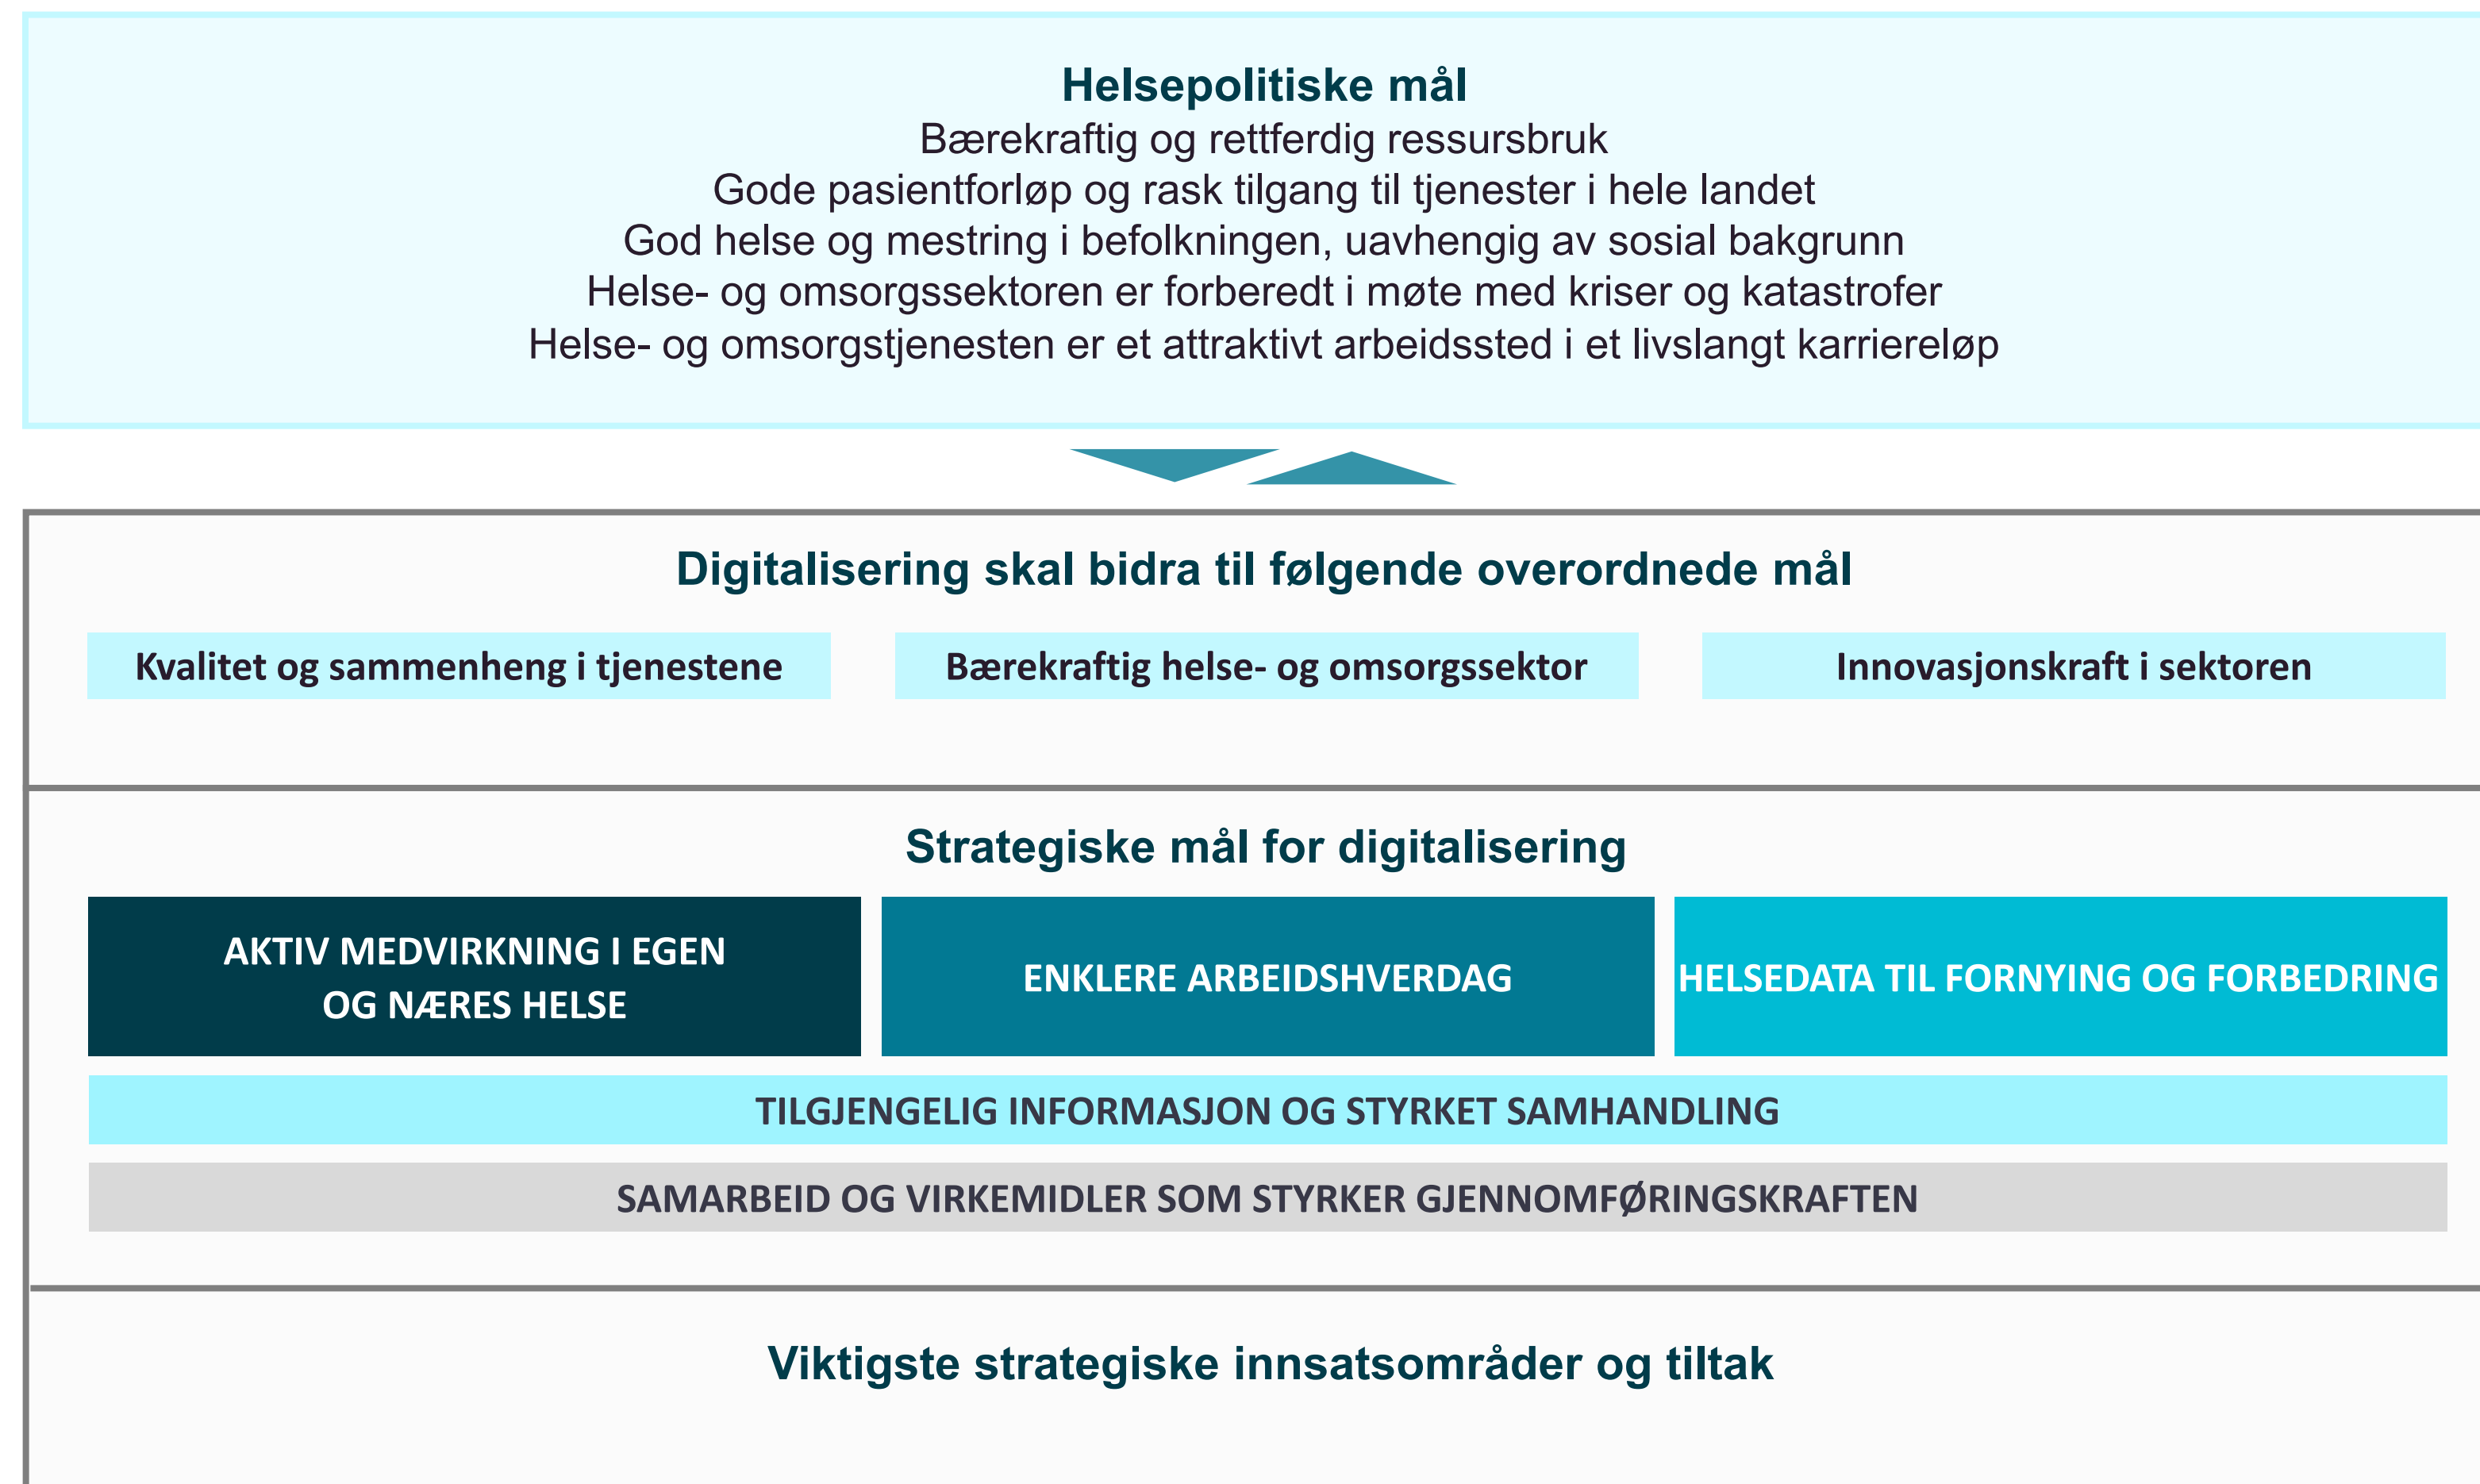 Helsepolitiske mål
Bærekraftig og rettferdig ressursbruk
Gode pasientforløp og rask tilgang til tjenester i hele landet
God helse og mestring i befolkningen, uavhengig av sosial bakgrunn
Helse- og omsorgssektoren er forberedt i møte med kriser og katastrofer
Helse- og omsorgstjenesten er et attraktivt arbeidssted i et livslangt karriereløp
Digitalisering skal bidra til følgende overordnede mål
Kvalitet og sammenheng i tjenestene
Bærekraftig helse- og omsorgssektor
Innovasjonskraft i sektoren
Strategiske mål for digitalisering
AKTIV MEDVIRKNING I EGEN
OG NÆRES HELSE
ENKLERE ARBEIDSHVERDAG
HELSEDATA TIL FORNYING OG FORBEDRING
TILGJENGELIG INFORMASJON OG STYRKET SAMHANDLING
SAMARBEID OG VIRKEMIDLER SOM STYRKER GJENNOMFØRINGSKRAFTEN
Viktigste strategiske innsatsområder og tiltak